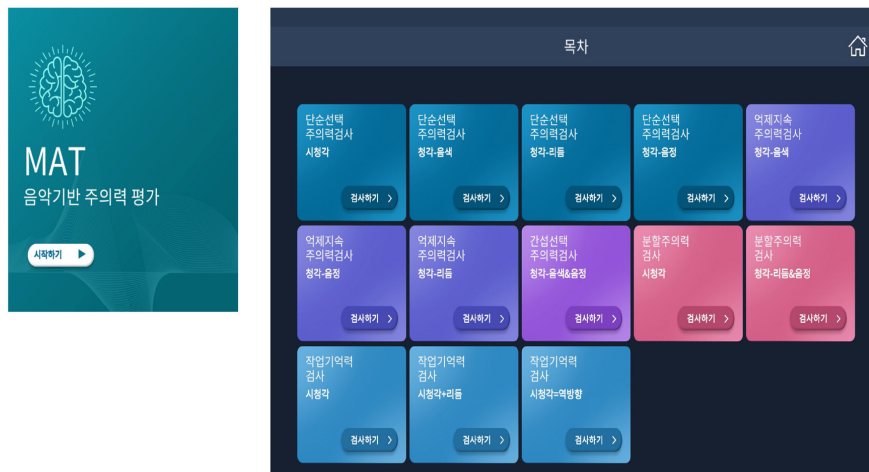 MAT
음악기반 주의력 평가
시작하기
목차
단순선택
주의력검사
시청각
검사하기
단순선택
주의력검사
청각-음색
검사하기
단순선택
주의력검사
청각-리듬
검사하기
단순선택
주의력검사
청각-음정
검사하기
억제지속
주의력검사
청각-음색
검사하기
억제지속
주의력검사
청각-음정
검사하기
억제지속
주의력검사
청각-리듬
검사하기
간섭선택
주의력검사
청각-음색&음정
검사하기
분할주의력
검사
시청각
검사하기
분할주의력
검사
청각-리듬&음정
검사하기
작업기억력
검사
시청각
검사하기
작업기억력
검사
시청각+리듬
검사하기
작업기억력
검사
시청각=역방향
검사하기